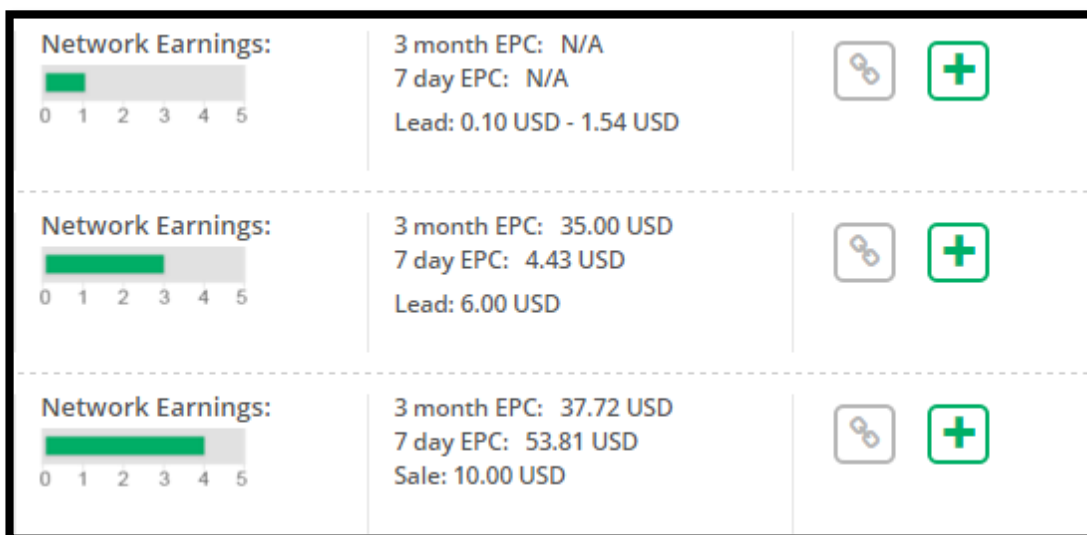 Network Earnings:
0 1 2 3 4 5
3 month EPC: N/A
7 day EPC: N/A
Lead: 0.10 USD - 1.54 USD
Network Earnings:
0 1 2 3 4 5
3 month EPC: 35.00 USD
7 day EPC: 4.43 USD
Lead: 6.00 USD
Network Earnings:
0 1 2 3 4 5
3 month EPC: 37.72 USD
7 day EPC: 53.81 USD
Sale: 10.00 USD